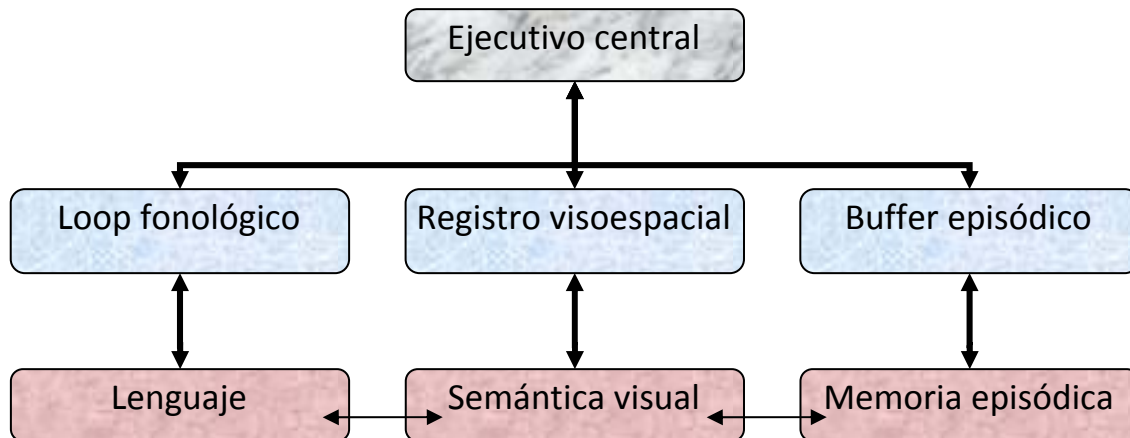 Ejecutivo central
Loop fonológico
Registro visoespacial
Buffer episódico
Lenguaje
Semántica visual
Memoria episódica